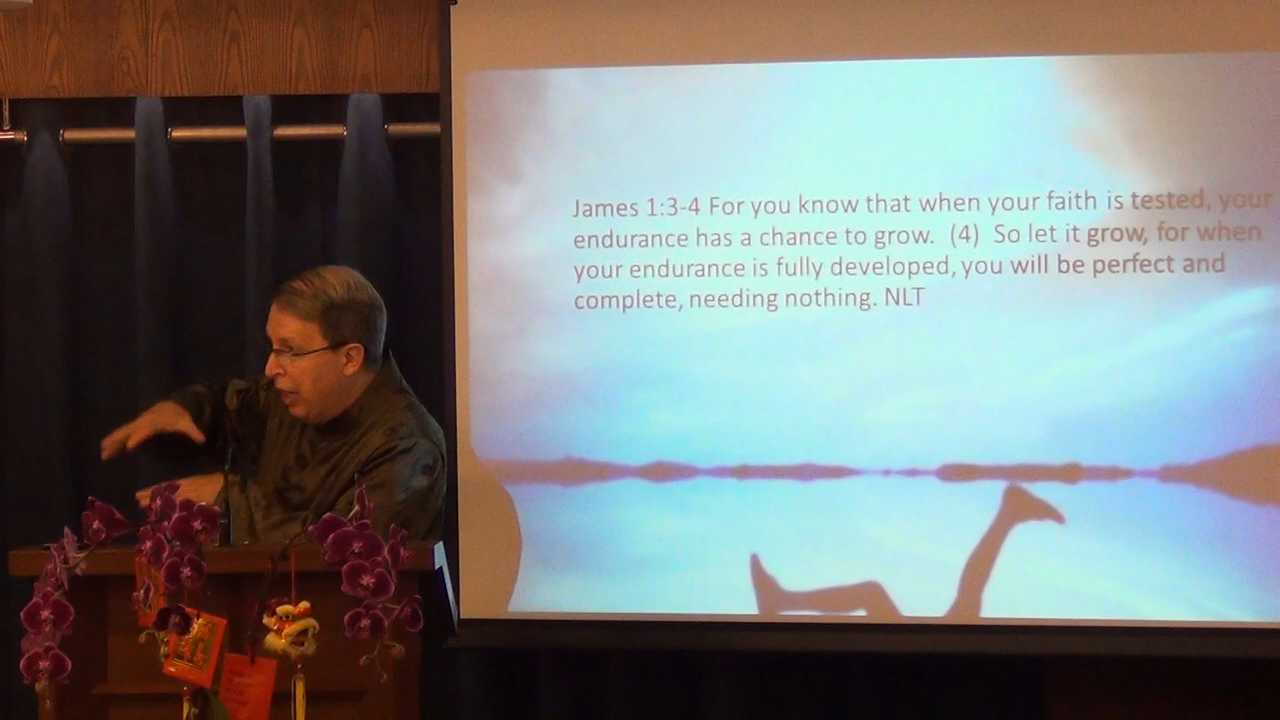 James 1:3-4 For you know that when your faith is tested, your
endurance has a chance to grow. (4) So let it grow, for when
your endurance is fully developed, you will be perfect and
complete, needing nothing. NLT